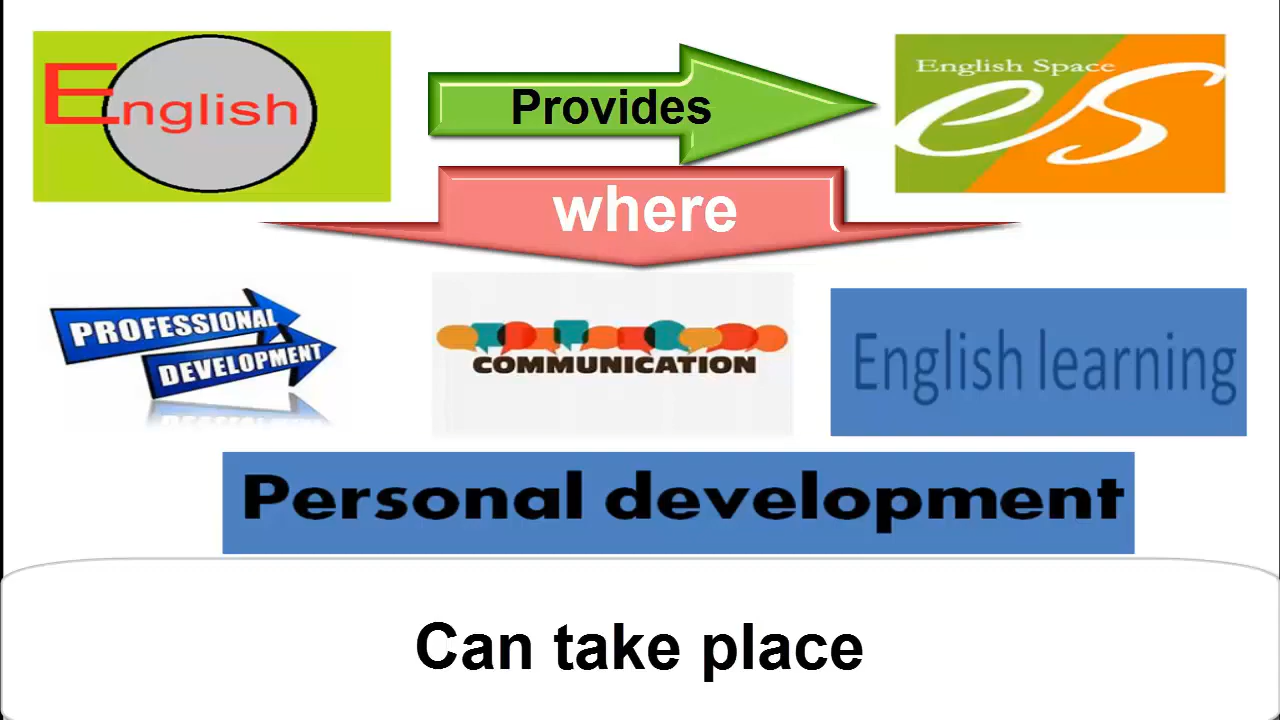 English
Provides
English Space
es
where
PROFESSIONAL
DEVELOPMENT
COMMUNICATION
English learning
Personal development
Can take place